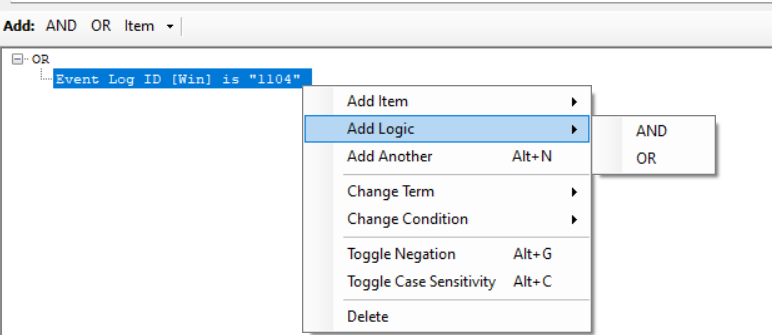 Add: AND OR Item
OR
Event Log ID [Win] is "1104"
Add Item
Add Logic
AND
Add Another Alt+N
OR
Change Term
Change Condition
Toggle Negation Alt+G
Toggle Case Sensitivity Alt+C
Delete